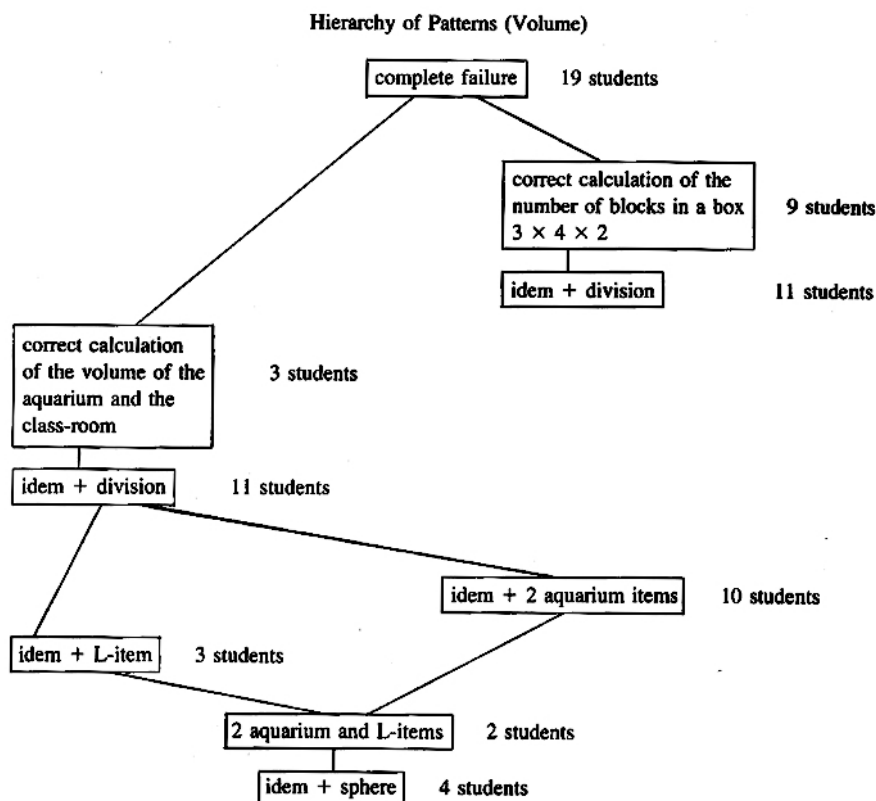 Hierarchy of Patterns (Volume)
complete failure 19 students
correct calculation of the
number of blocks in a box
3 × 4 × 2
9 students
idem + division 11 students
correct calculation
of the volume of the
aquarium and the
class-room
3 students
idem + division 11 students
idem + 2 aquarium items 10 students
idem + L-item 3 students
2 aquarium and L-items 2 students
idem + sphere 4 students